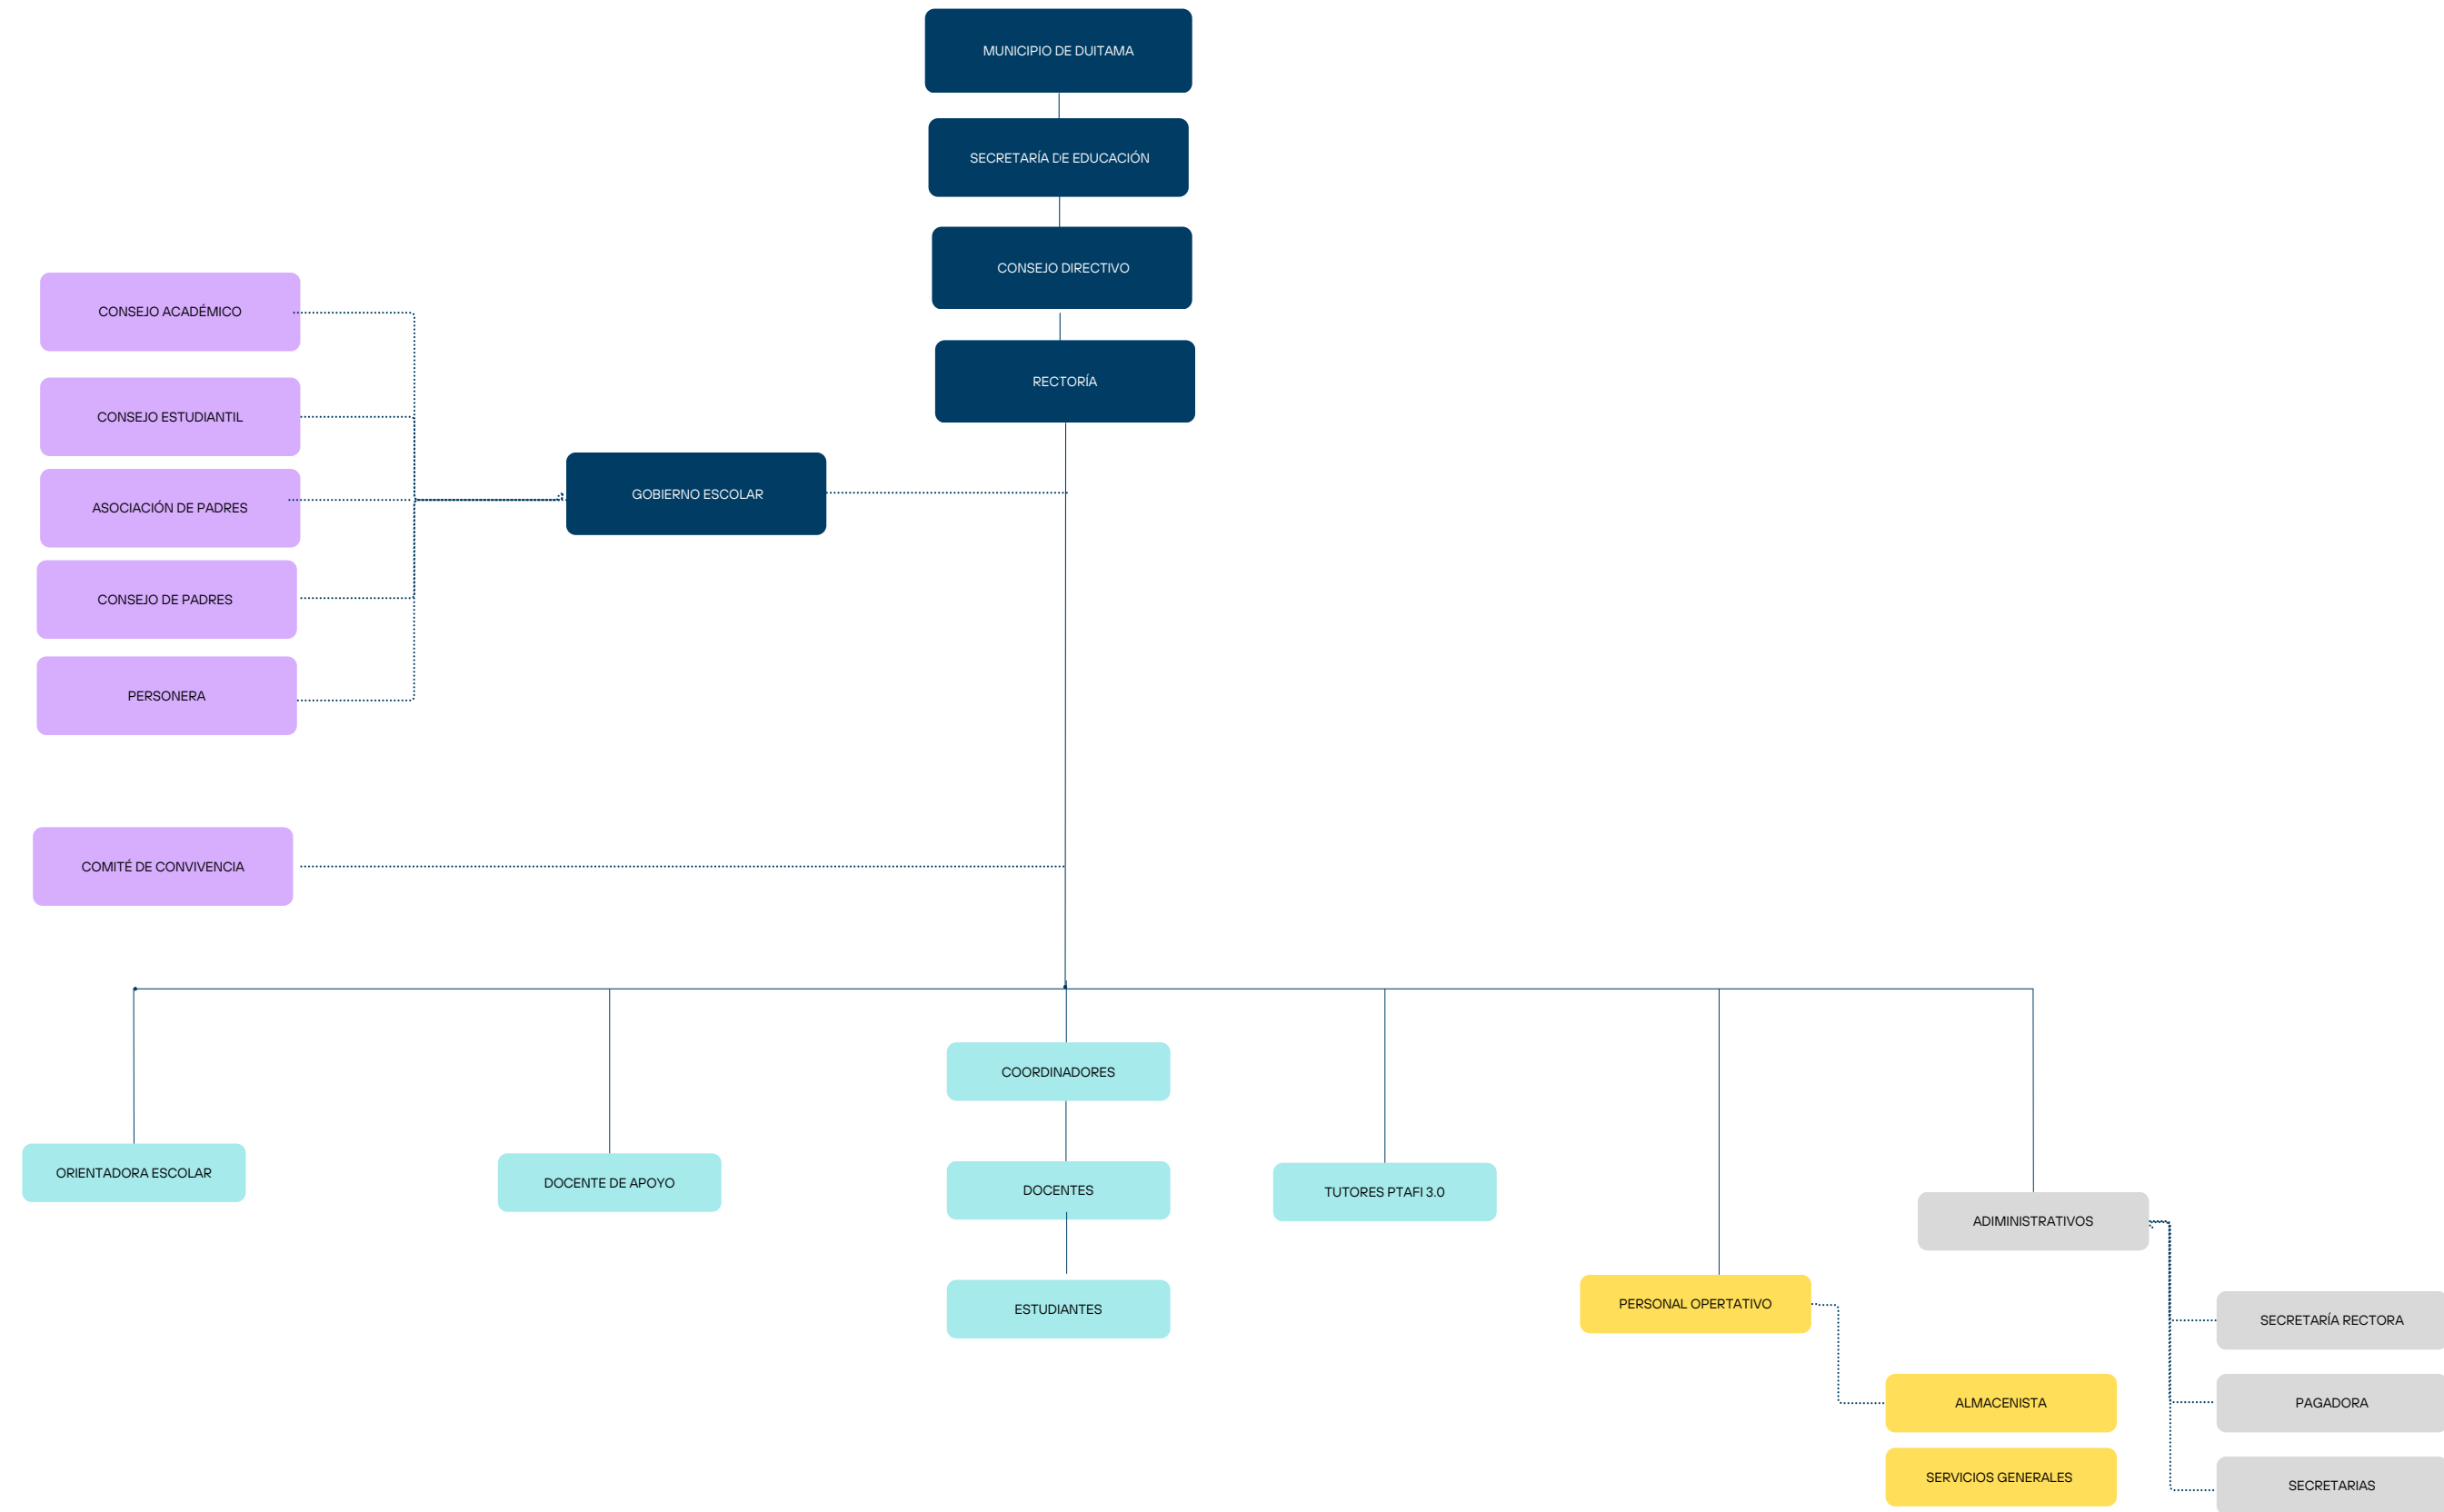 MUNICIPIO DE DUITAMA
SECRETARÍA DE EDUCACIÓN
CONSEJO DIRECTIVO
RECTORÍA
CONSEJO ACADÉMICO
CONSEJO ESTUDIANTIL
ASOCIACIÓN DE PADRES
CONSEJO DE PADRES
PERSONERA
GOBIERNO ESCOLAR
COMITÉ DE CONVIVENCIA
COORDINADORES
ORIENTADORA ESCOLAR
DOCENTE DE APOYO
DOCENTES
TUTORES PTAFI 3.0
ADIMINISTRATIVOS
ESTUDIANTES
PERSONAL OPERTATIVO
SECRETARÍA RECTORA
ALMACENISTA
PAGADORA
SERVICIOS GENERALES
SECRETARIAS